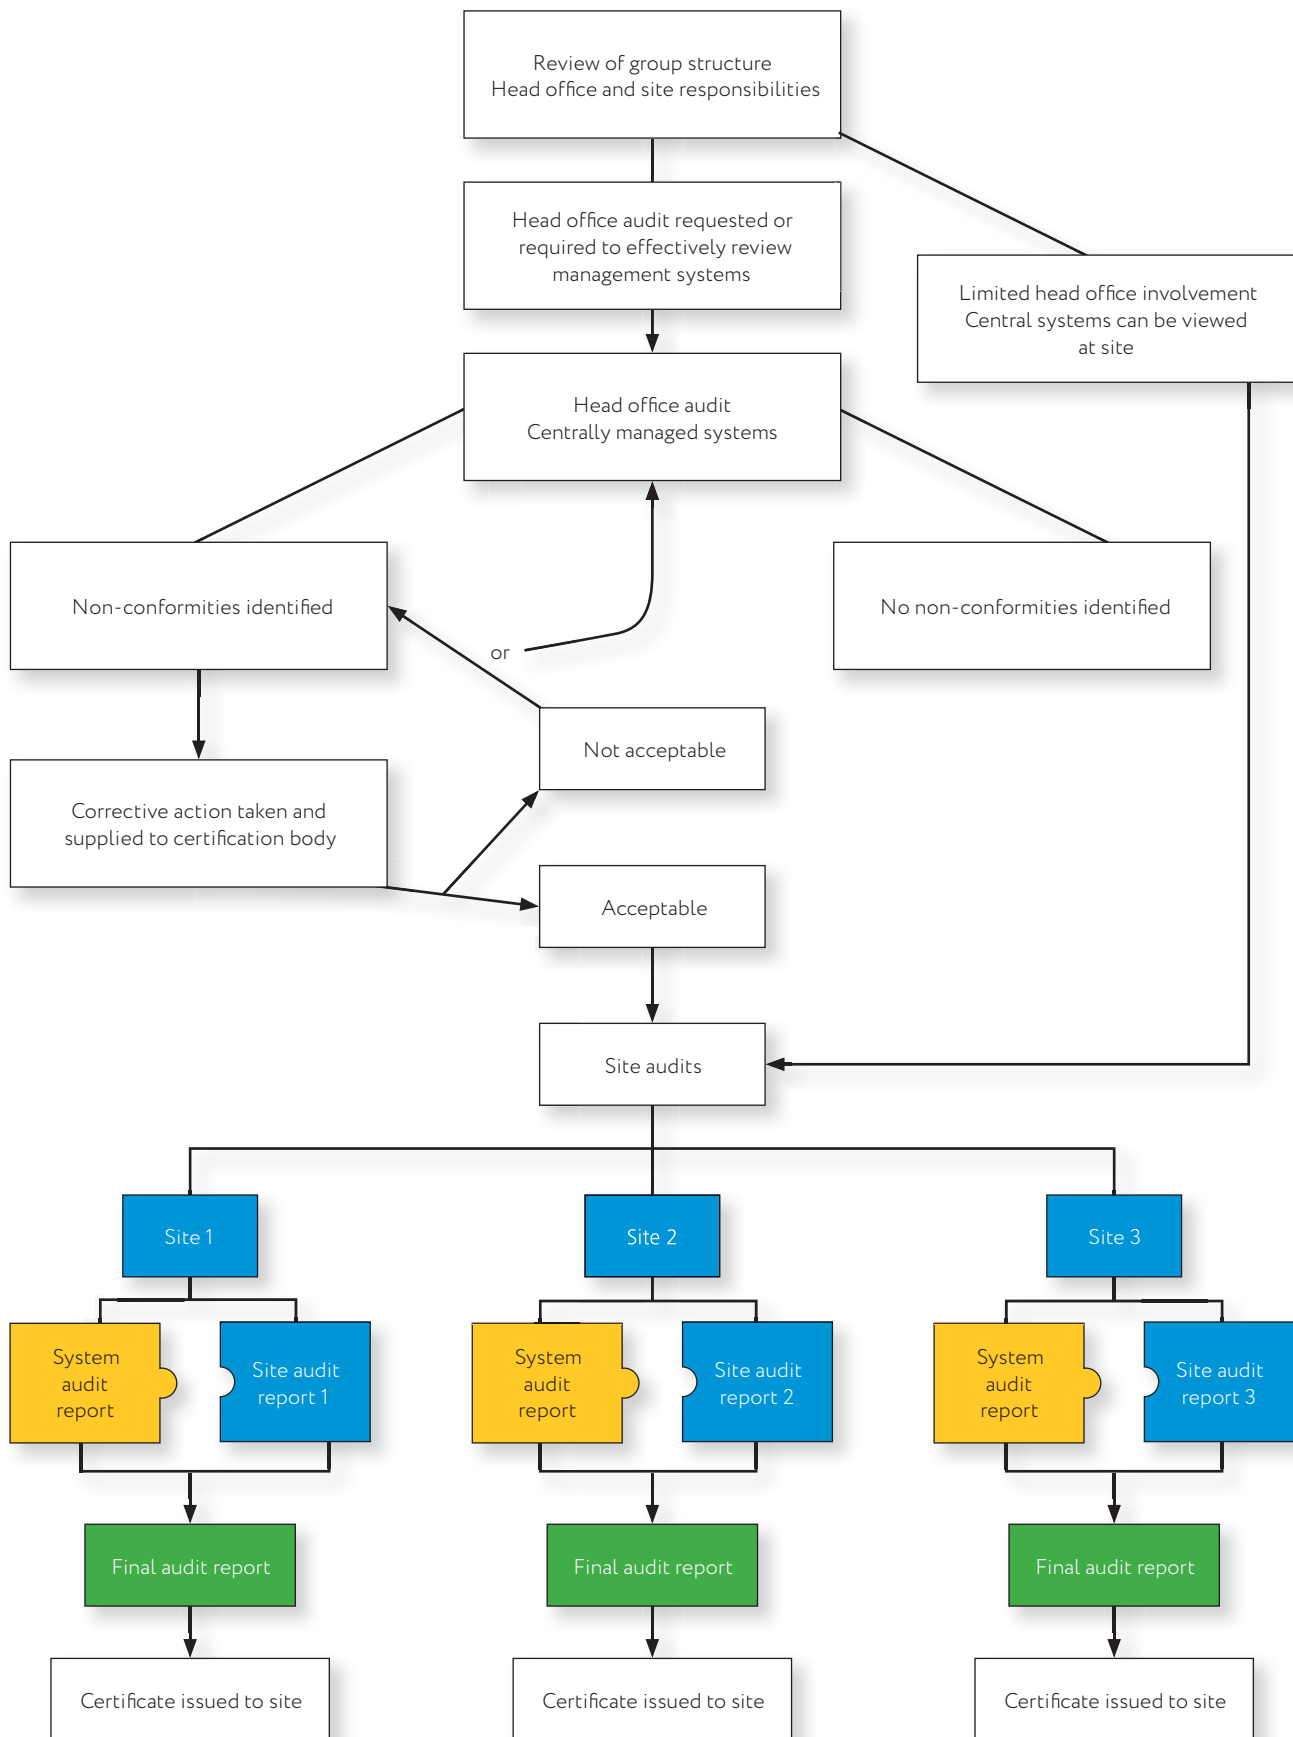 Review of group structure
Head office and site responsibilities
Head office audit requested or
required to effectively review
management systems
Limited head office involvement
Central systems can be viewed
at site
Head office audit
Centrally managed systems
Non-conformities identified
No non-conformities identified
or
Not acceptable
Corrective action taken and
supplied to certification body
Acceptable
Site audits
Site 1
Site 2
Site 3
System
audit
report
Site audit
report 1
System
audit
report
Site audit
report 2
System
audit
report
Site audit
report 3
Final audit report
Final audit report
Final audit report
Certificate issued to site
Certificate issued to site
Certificate issued to site